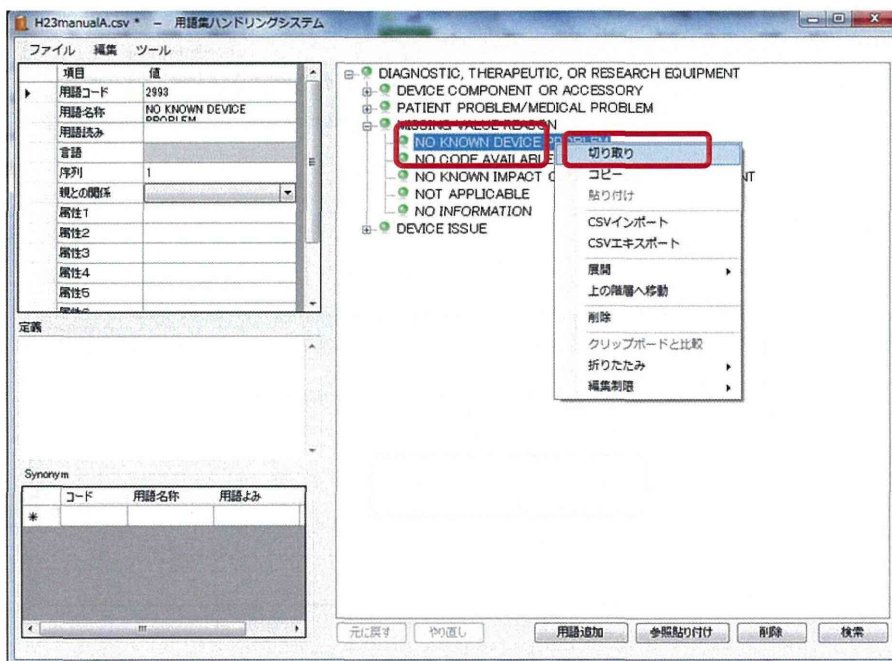 H23manualA.csv * － 用語集ハンドリングシステム
ファイル 編集 ツール
項目 値
用語コード 2993
用語名称 NO KNOWN DEVICE PROBLEM
用語読み
言語
序列 1
親との関係
属性1
属性2
属性3
属性4
属性5
定義
Synonym
コード 用語名称 用語よみ
*
DIAGNOSTIC, THERAPEUTIC, OR RESEARCH EQUIPMENT
DEVICE COMPONENT OR ACCESSORY
PATIENT PROBLEM/MEDICAL PROBLEM
MISSING VALUE REASON
NO KNOWN DEVICE PROBLEM
NO CODE AVAILABLE
NO KNOWN IMPACT
NOT APPLICABLE
NO INFORMATION
DEVICE ISSUE
切り取り
コピー
貼り付け
CSVインポート
CSVエキスポート
展開
上の階層へ移動
削除
クリップボードと比較
折りたたみ
編集制限
元に戻す やり直し 用語追加 参照貼り付け 削除 検索